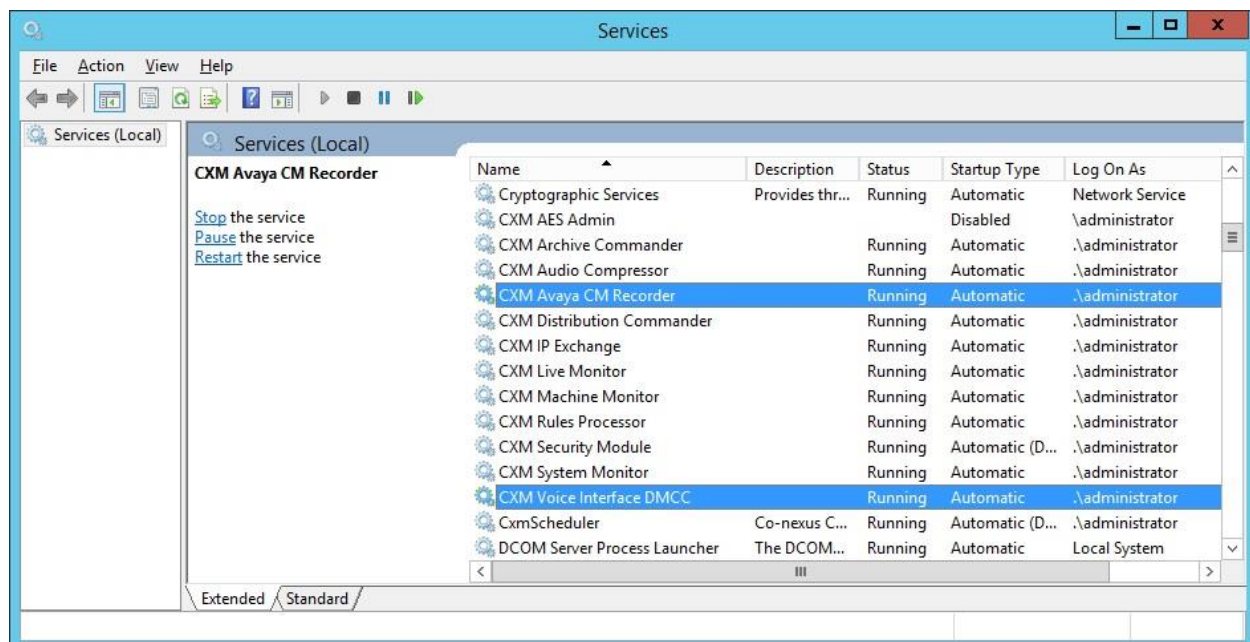 Services
File Action View Help
Services (Local)
Services (Local)
CXM Avaya CM Recorder
Stop the service
Pause the service
Restart the service
Name Description Status Startup Type Log On As
Cryptographic Services Provides thr... Running Automatic Network Service
CXM AES Admin Disabled \administrator
CXM Archive Commander Running Automatic .\administrator
CXM Audio Compressor Running Automatic .\administrator
CXM Avaya CM Recorder Running Automatic .\administrator
CXM Distribution Commander Running Automatic .\administrator
CXM IP Exchange Running Automatic .\administrator
CXM Live Monitor Running Automatic .\administrator
CXM Machine Monitor Running Automatic .\administrator
CXM Rules Processor Running Automatic .\administrator
CXM Security Module Running Automatic (D... .\administrator
CXM System Monitor Running Automatic .\administrator
CXM Voice Interface DMCC Running Automatic .\administrator
CxmScheduler Co-nexus C... Running Automatic (D... .\administrator
DCOM Server Process Launcher The DCOM... Running Automatic Local System
Extended Standard